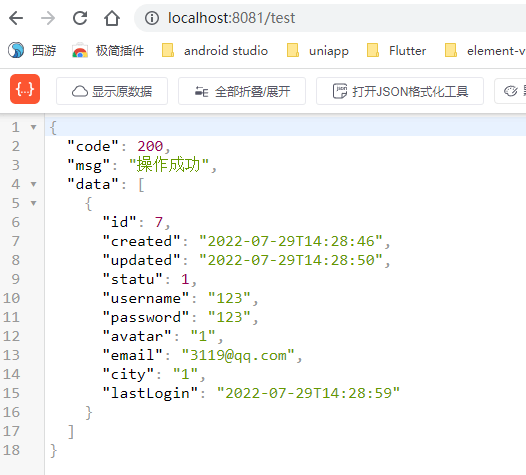 localhost:8081/test
西游 极简插件 android studio uniapp Flutter element-v
{..} 显示原数据 全部折叠/展开 json 打开JSON格式化工具
1 {
2 "code": 200,
3 "msg": "操作成功",
4 "data": [
5 {
6 "id": 7,
7 "created": "2022-07-29T14:28:46",
8 "updated": "2022-07-29T14:28:50",
9 "statu": 1,
10 "username": "123",
11 "password": "123",
12 "avatar": "1",
13 "email": "3119@qq.com",
14 "city": "1",
15 "lastLogin": "2022-07-29T14:28:59"
16 }
17 ]
18 }